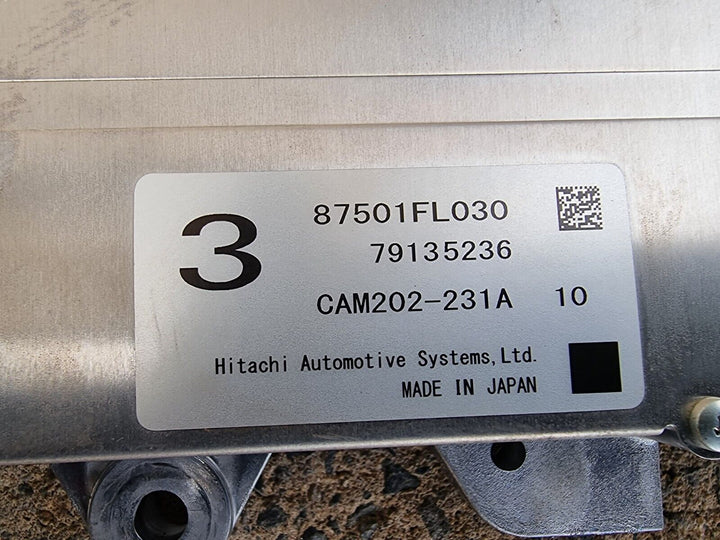 3
87501FL030
79135236
CAM202-231A 10
Hitachi Automotive Systems,Ltd.
MADE IN JAPAN